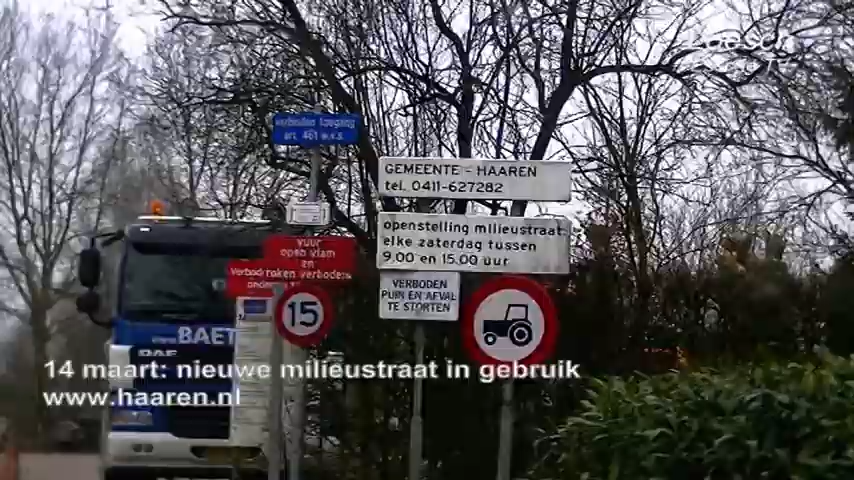 verboden toegang
art. 461 w.v.s.
GEMEENTE - HAAREN
tel. 0411-627282
openstelling milieustraat:
elke zaterdag tussen
9.00 en 15.00 uur.
VERBODEN
PUIN EN AFVAL
TE STORTEN
vuur
open vlam
en
roken verboden
15
BAET
DAF
14 maart: nieuwe milieustraat in gebruik
www.haaren.nl